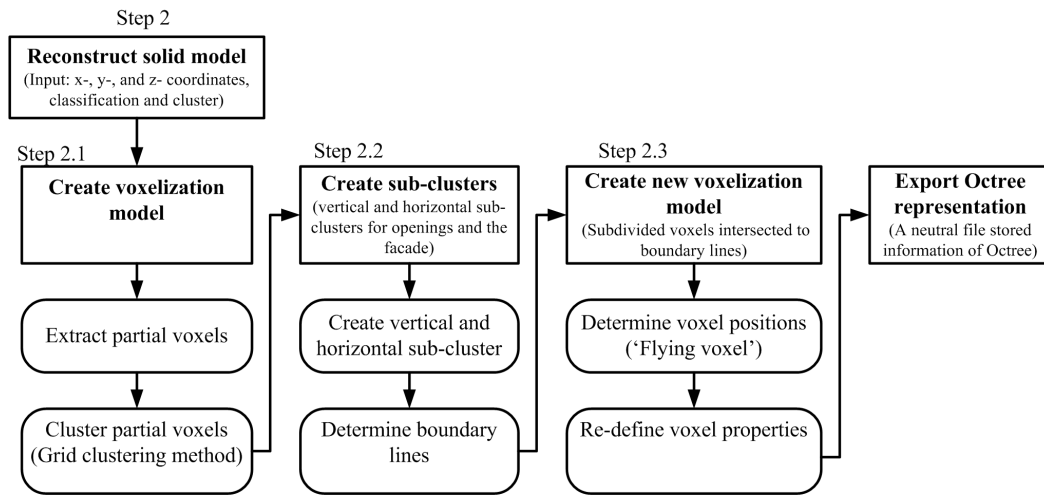 Step 2
Reconstruct solid model
(Input: x-, y-, and z- coordinates,
classification and cluster)
Step 2.1
Create voxelization
model
Extract partial voxels
Cluster partial voxels
(Grid clustering method)
Step 2.2
Create sub-clusters
(vertical and horizontal sub-
clusters for openings and the
facade)
Create vertical and
horizontal sub-cluster
Determine boundary
lines
Step 2.3
Create new voxelization
model
(Subdivided voxels intersected to
boundary lines)
Determine voxel positions
(‘Flying voxel’)
Re-define voxel properties
Export Octree
representation
(A neutral file stored
information of Octree)